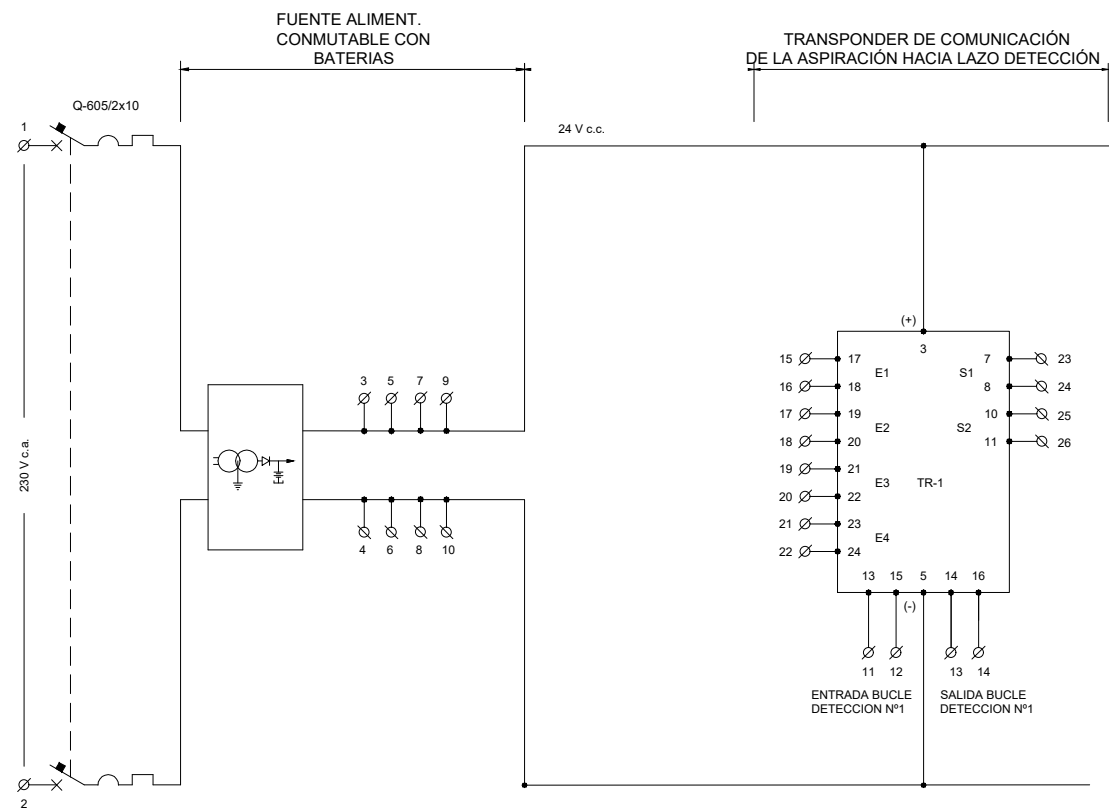 FUENTE ALIMENT.
CONMUTABLE CON
BATERIAS
TRANSPONDER DE COMUNICACIÓN
DE LA ASPIRACIÓN HACIA LAZO DETECCIÓN
Q-605/2x10
1
24 V c.c.
(+)
3
3 5 7 9
15 17 7 23
E1 S1
16 18 8 24
17 19 10 25
E2 S2
18 20 11 26
19 21
E3 TR-1
20 22
21 23
E4
22 24
230 V c.a.
4 6 8 10
13 15 5 14 16
(-)
11 12 13 14
ENTRADA BUCLE
DETECCION Nº1
SALIDA BUCLE
DETECCION Nº1
2